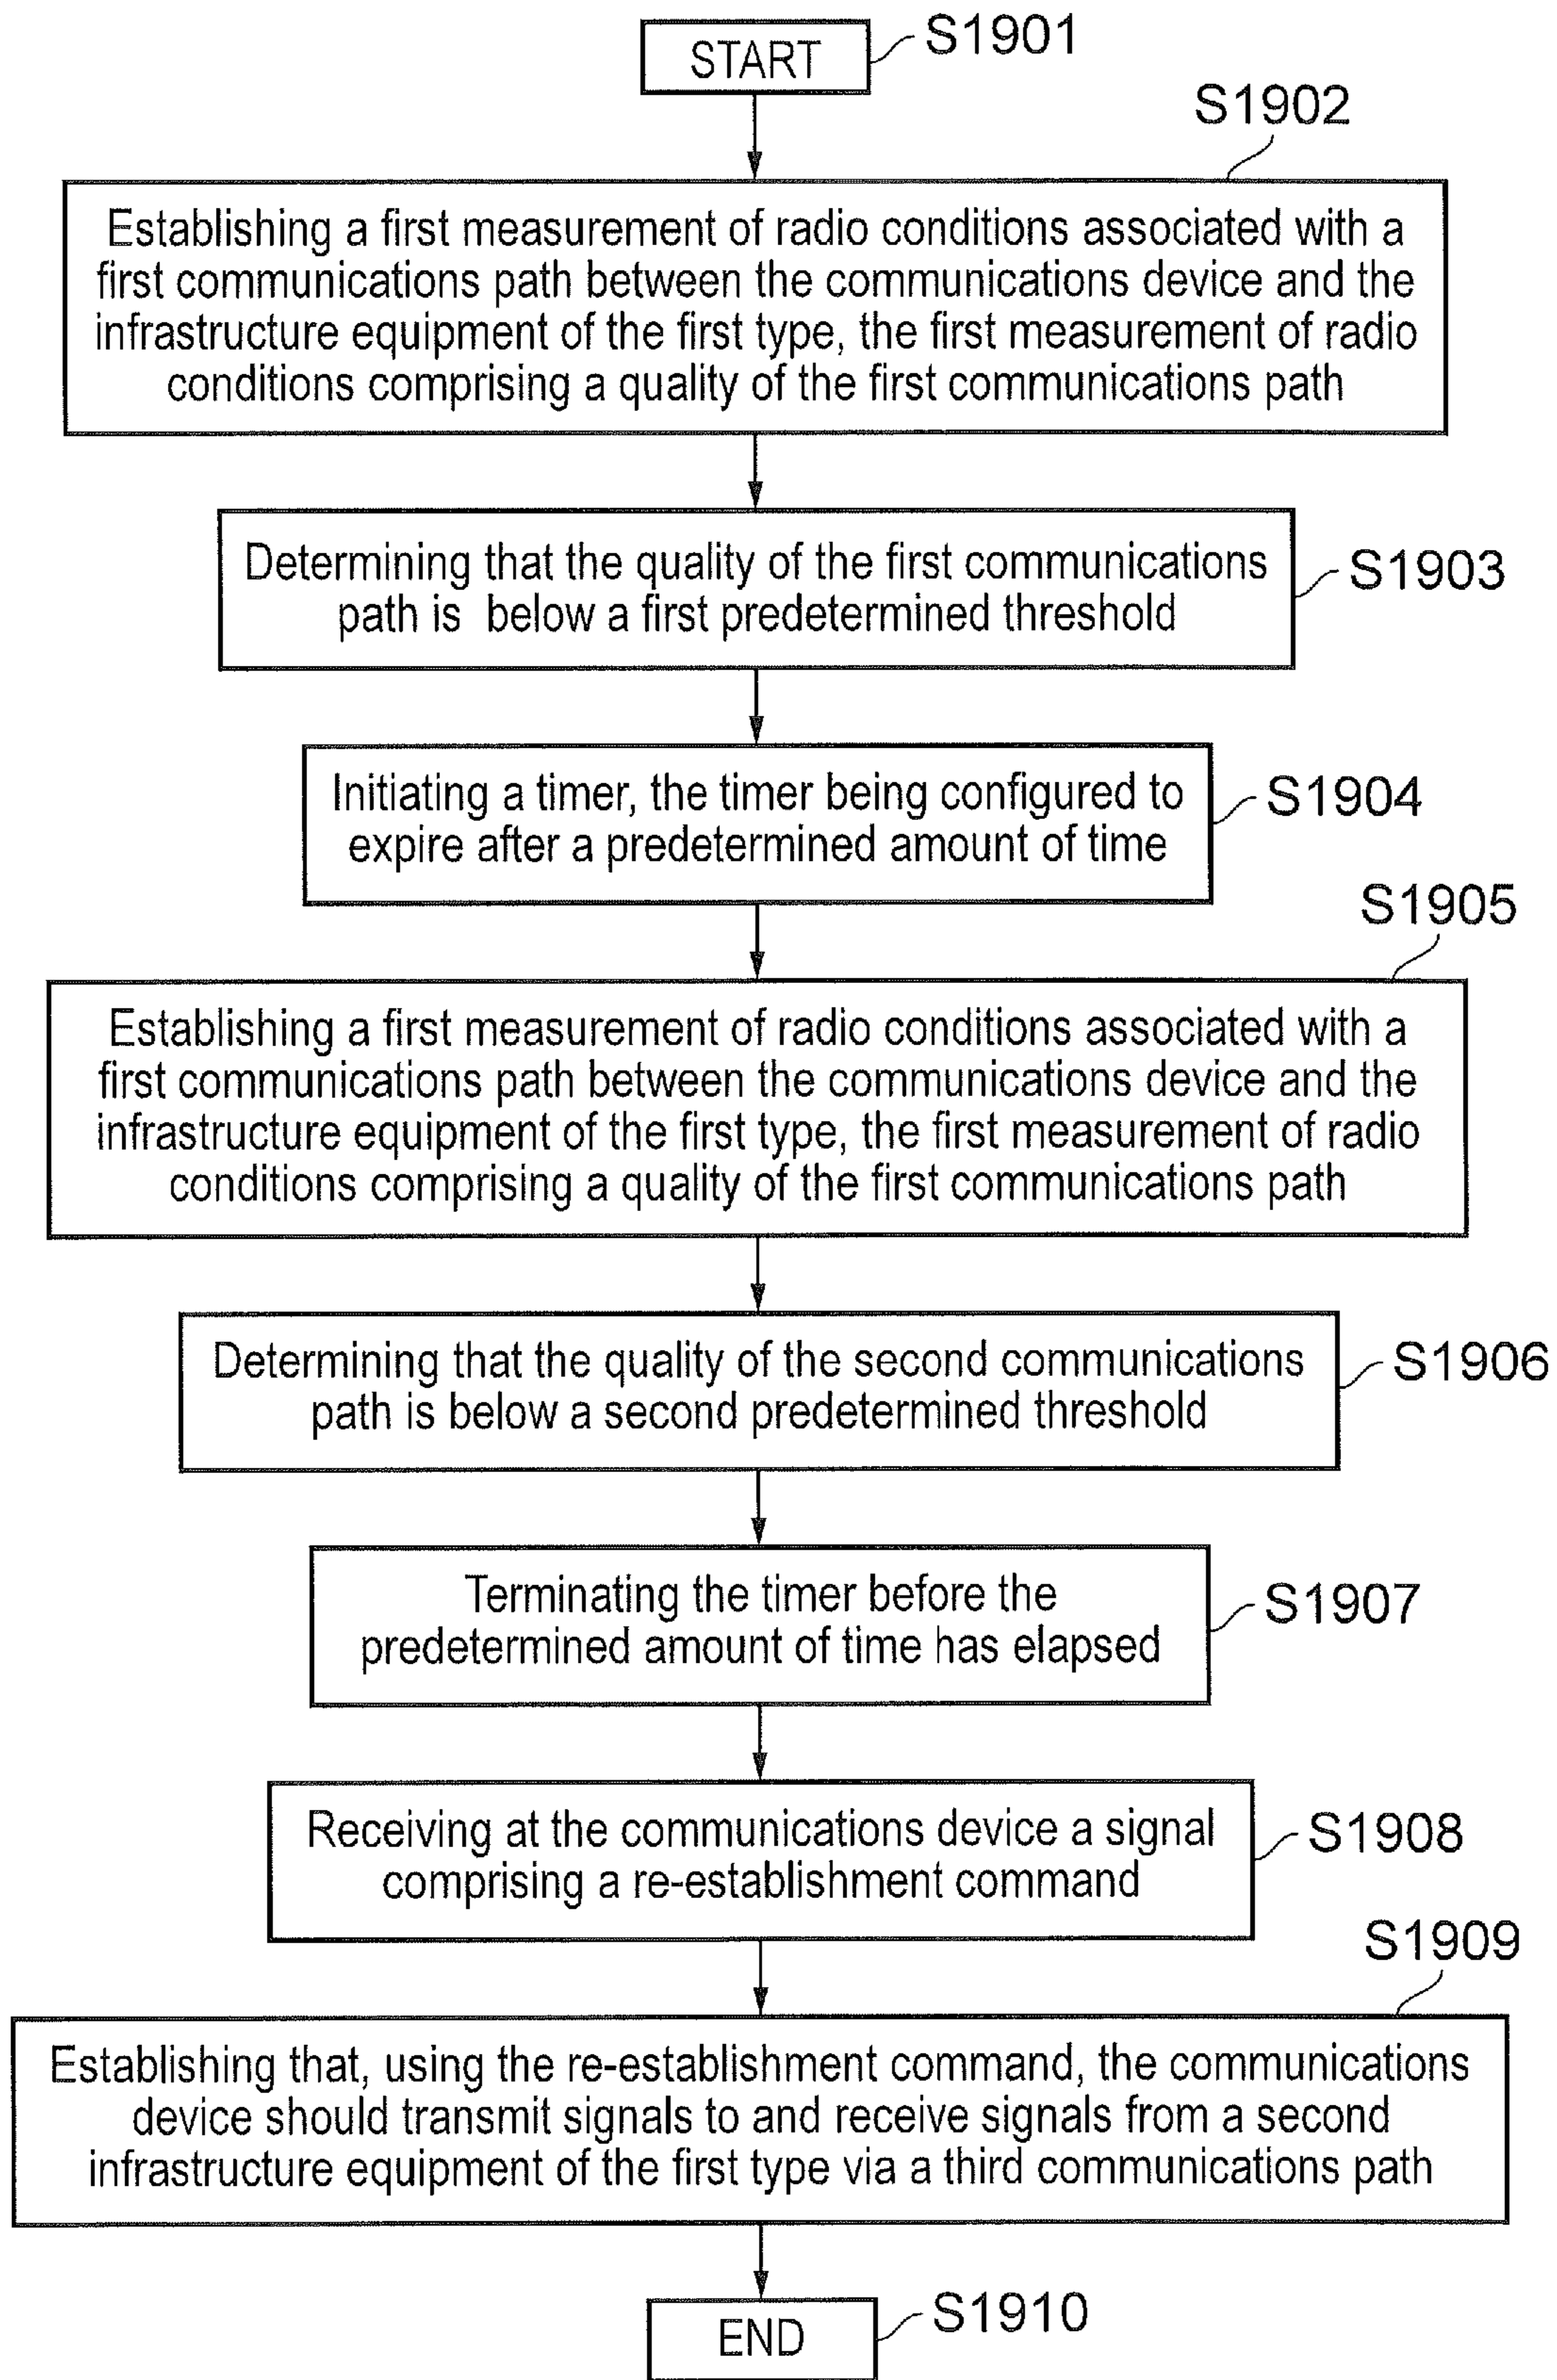 START
S1901
S1902
Establishing a first measurement of radio conditions associated with a
first communications path between the communications device and the
infrastructure equipment of the first type, the first measurement of radio
conditions comprising a quality of the first communications path
Determining that the quality of the first communications
path is below a first predetermined threshold
S1903
Initiating a timer, the timer being configured to
expire after a predetermined amount of time
S1904
S1905
Establishing a first measurement of radio conditions associated with a
first communications path between the communications device and the
infrastructure equipment of the first type, the first measurement of radio
conditions comprising a quality of the first communications path
Determining that the quality of the second communications
path is below a second predetermined threshold
S1906
Terminating the timer before the
predetermined amount of time has elapsed
S1907
Receiving at the communications device a signal
comprising a re-establishment command
S1908
S1909
Establishing that, using the re-establishment command, the communications
device should transmit signals to and receive signals from a second
infrastructure equipment of the first type via a third communications path
END
S1910